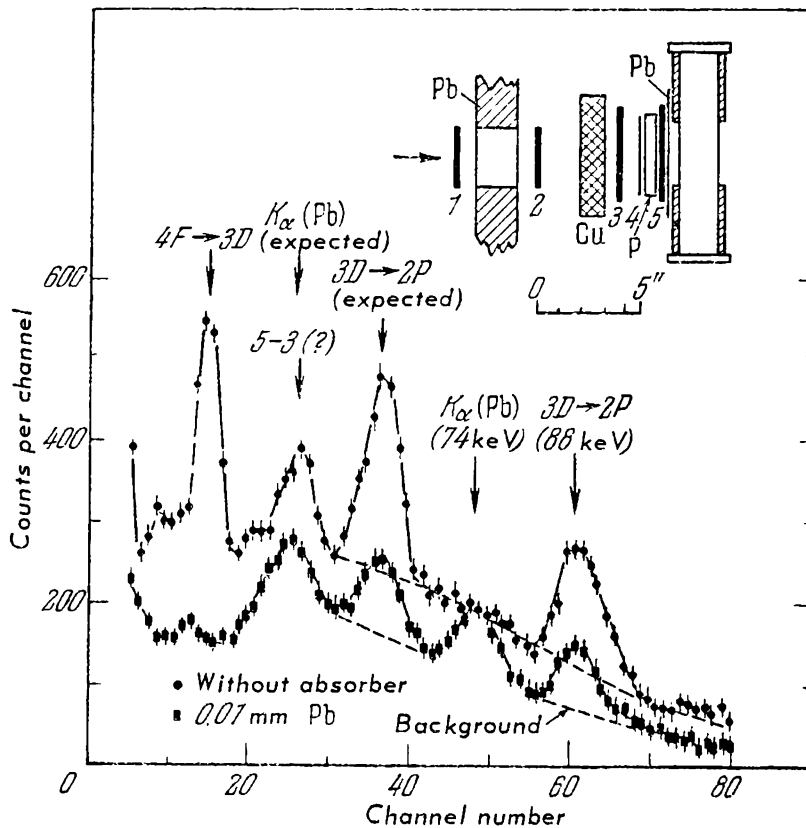 Pb
Pb
1
2
Cu
3
4
P
5
0 5"
4F→3D
Kα (Pb)
(expected)
3D→2P
(expected)
5-3 (?)
Kα (Pb)
(74 keV)
3D→2P
(88 keV)
Counts per channel
600
400
200
0
Without absorber
0.07 mm Pb
Background
20 40 60 80
Channel number